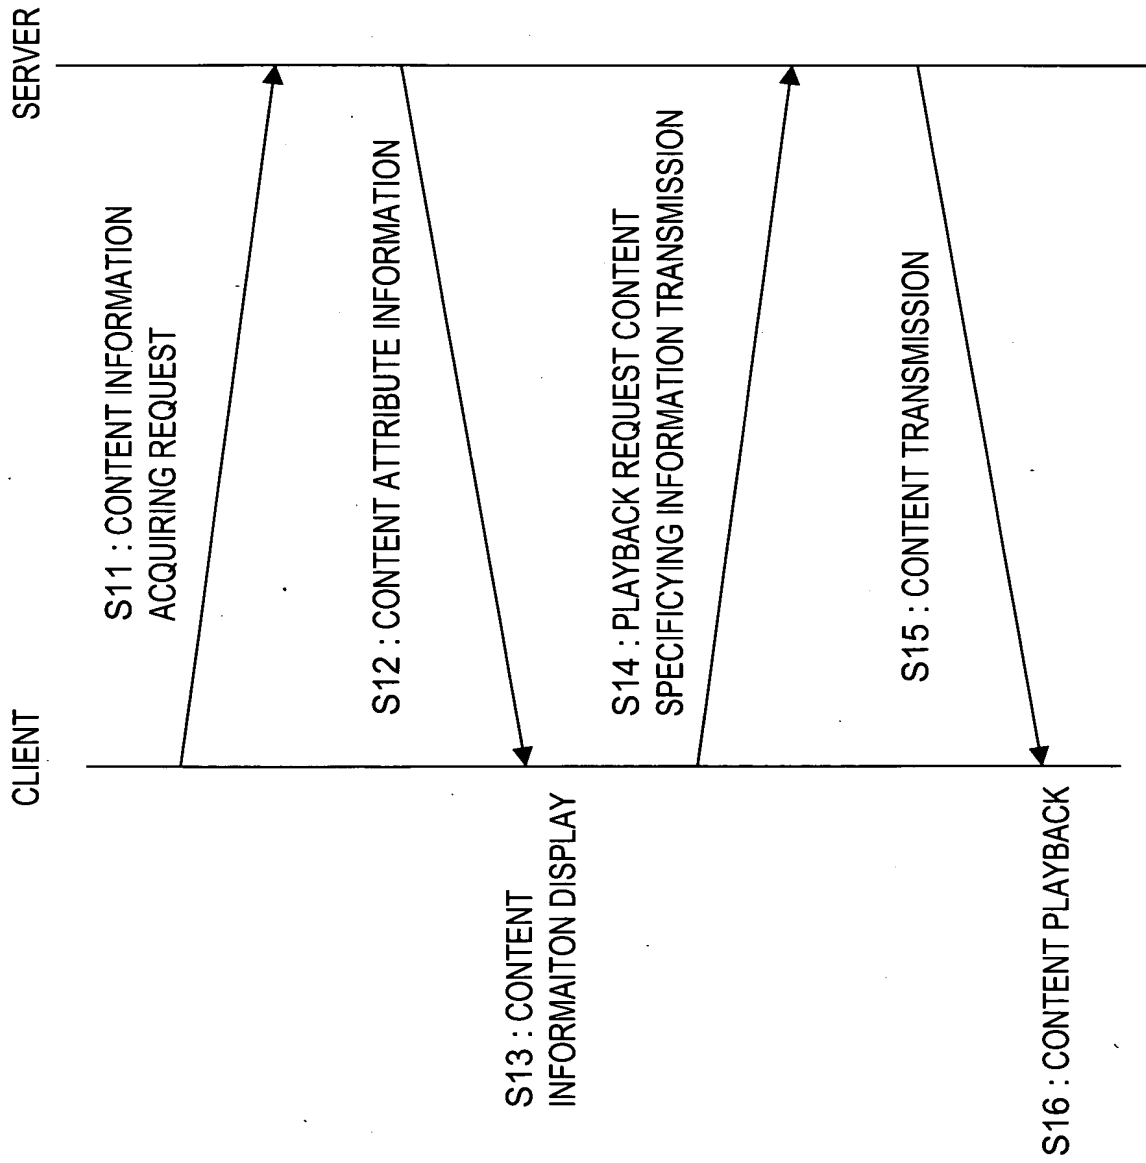 CLIENT
SERVER
S11 : CONTENT INFORMATION
ACQUIRING REQUEST
S12 : CONTENT ATTRIBUTE INFORMATION
S13 : CONTENT
INFORMAITON DISPLAY
S14 : PLAYBACK REQUEST CONTENT
SPECIFICYING INFORMATION TRANSMISSION
S15 : CONTENT TRANSMISSION
S16 : CONTENT PLAYBACK